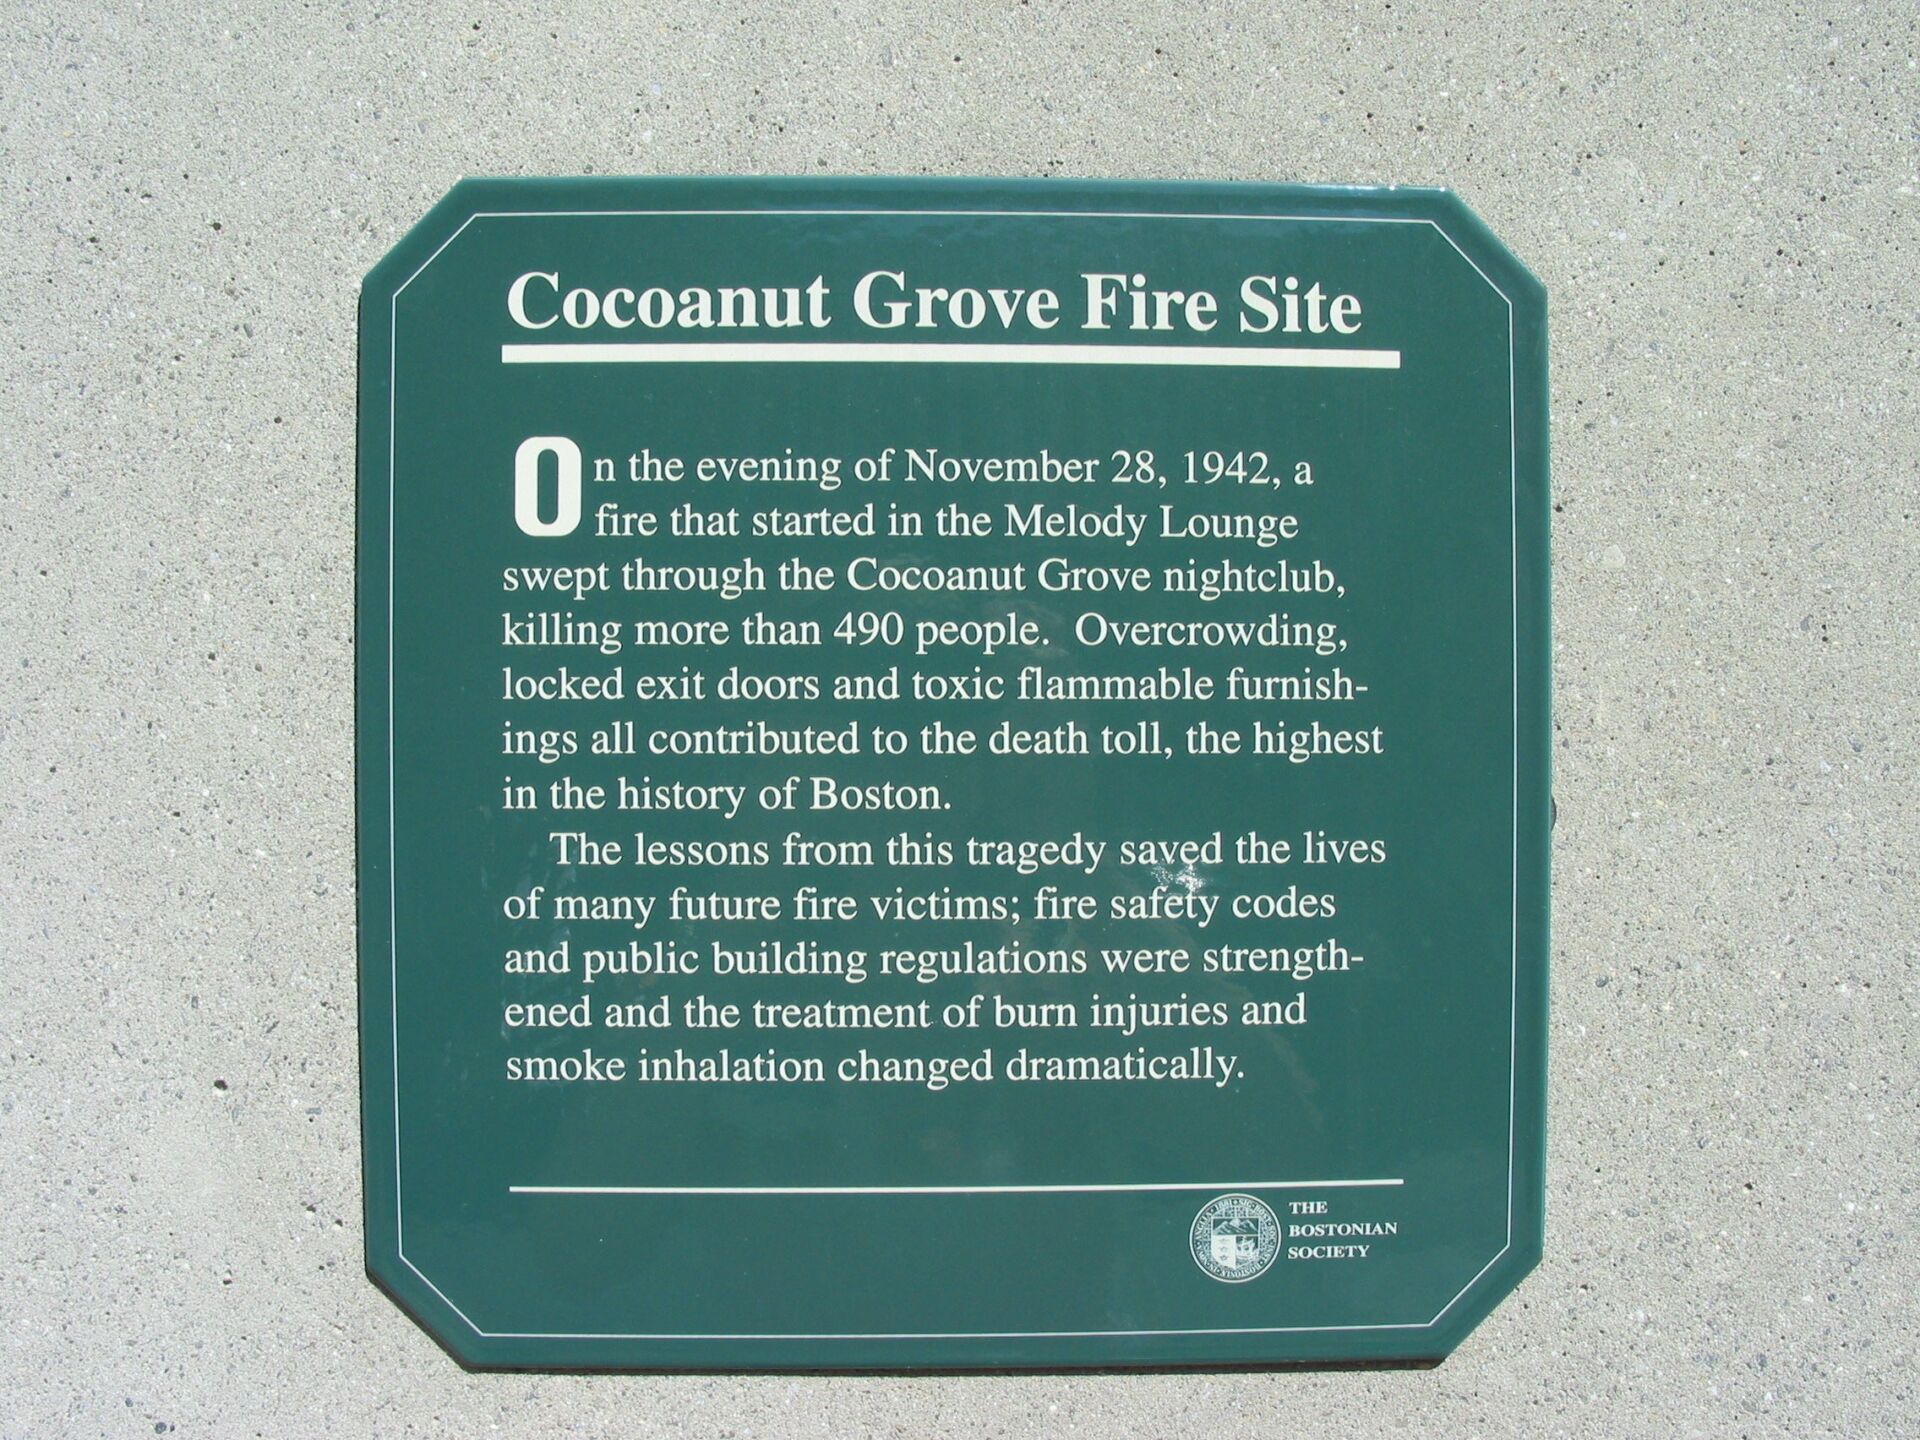 Cocoanut Grove Fire Site
On the evening of November 28, 1942, a
fire that started in the Melody Lounge
swept through the Cocoanut Grove nightclub,
killing more than 490 people. Overcrowding,
locked exit doors and toxic flammable furnish-
ings all contributed to the death toll, the highest
in the history of Boston.
The lessons from this tragedy saved the lives
of many future fire victims; fire safety codes
and public building regulations were strength-
ened and the treatment of burn injuries and
smoke inhalation changed dramatically.
THE
BOSTONIAN
SOCIETY